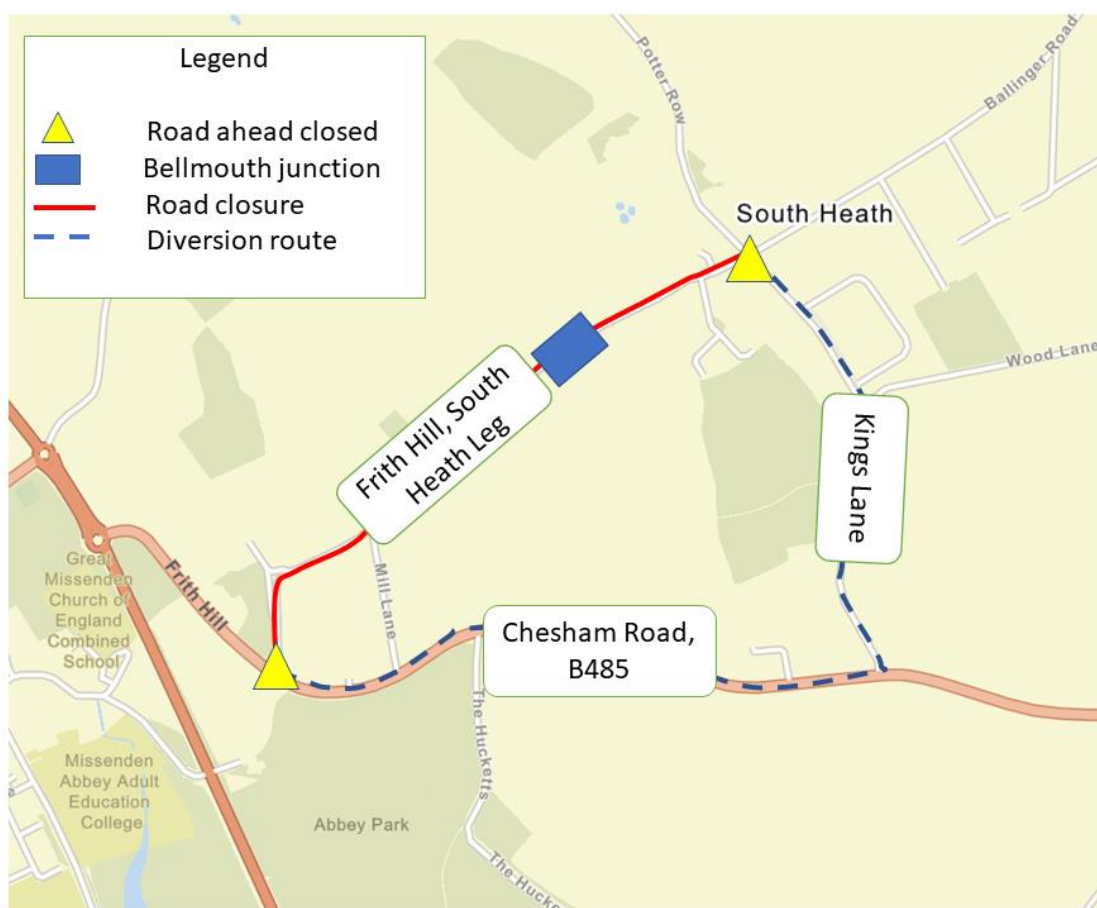 Legend
Road ahead closed
Bellmouth junction
Road closure
Diversion route
Potter Row
Ballinger Road
South Heath
Wood Lane
Frith Hill, South
Heath Leg
Kings Lane
Frith Hill
Mill Lane
Great
Missenden
Church of
England
Combined
School
Chesham Road,
B485
The Hucketts
Missenden
Abbey Adult
Education
College
Abbey Park
The Hucke